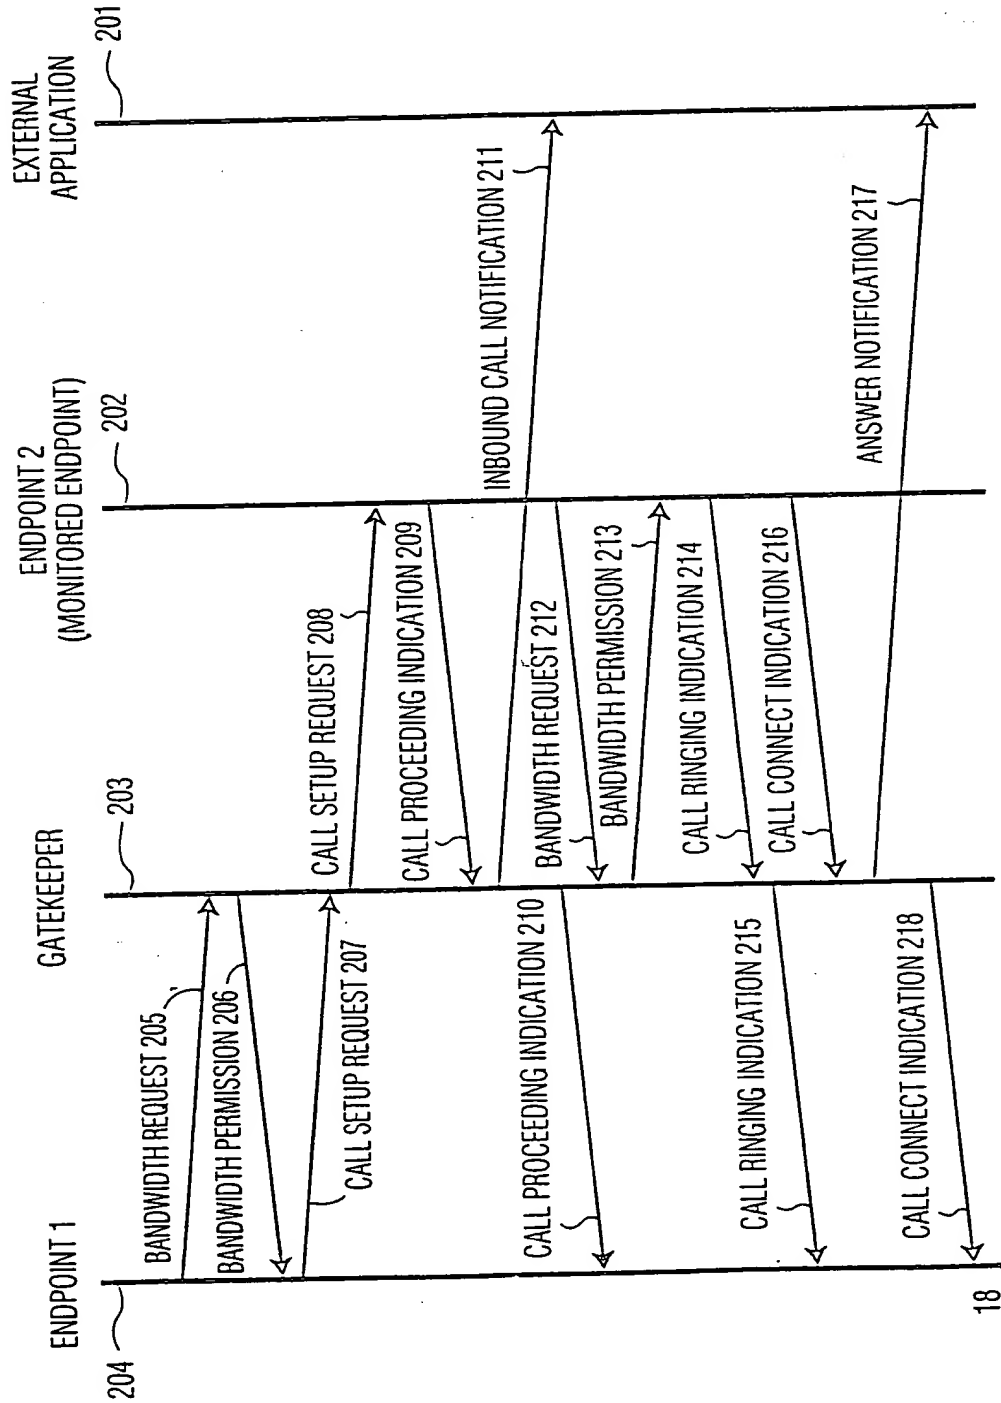 ENDPOINT 1
204
GATEKEEPER
203
ENDPOINT 2
(MONITORED ENDPOINT)
202
EXTERNAL
APPLICATION
201
BANDWIDTH REQUEST 205
BANDWIDTH PERMISSION 206
CALL SETUP REQUEST 207
CALL SETUP REQUEST 208
CALL PROCEEDING INDICATION 209
CALL PROCEEDING INDICATION 210
INBOUND CALL NOTIFICATION 211
BANDWIDTH REQUEST 212
BANDWIDTH PERMISSION 213
CALL RINGING INDICATION 214
CALL RINGING INDICATION 215
CALL CONNECT INDICATION 216
ANSWER NOTIFICATION 217
CALL CONNECT INDICATION 218
18